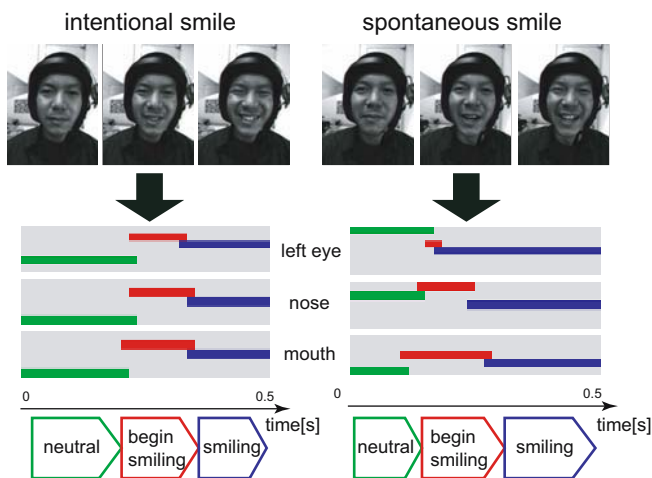 intentional smile
spontaneous smile
left eye
nose
mouth
0
0.5
time[s]
0
0.5
time[s]
neutral
begin
smiling
smiling
neutral
begin
smiling
smiling